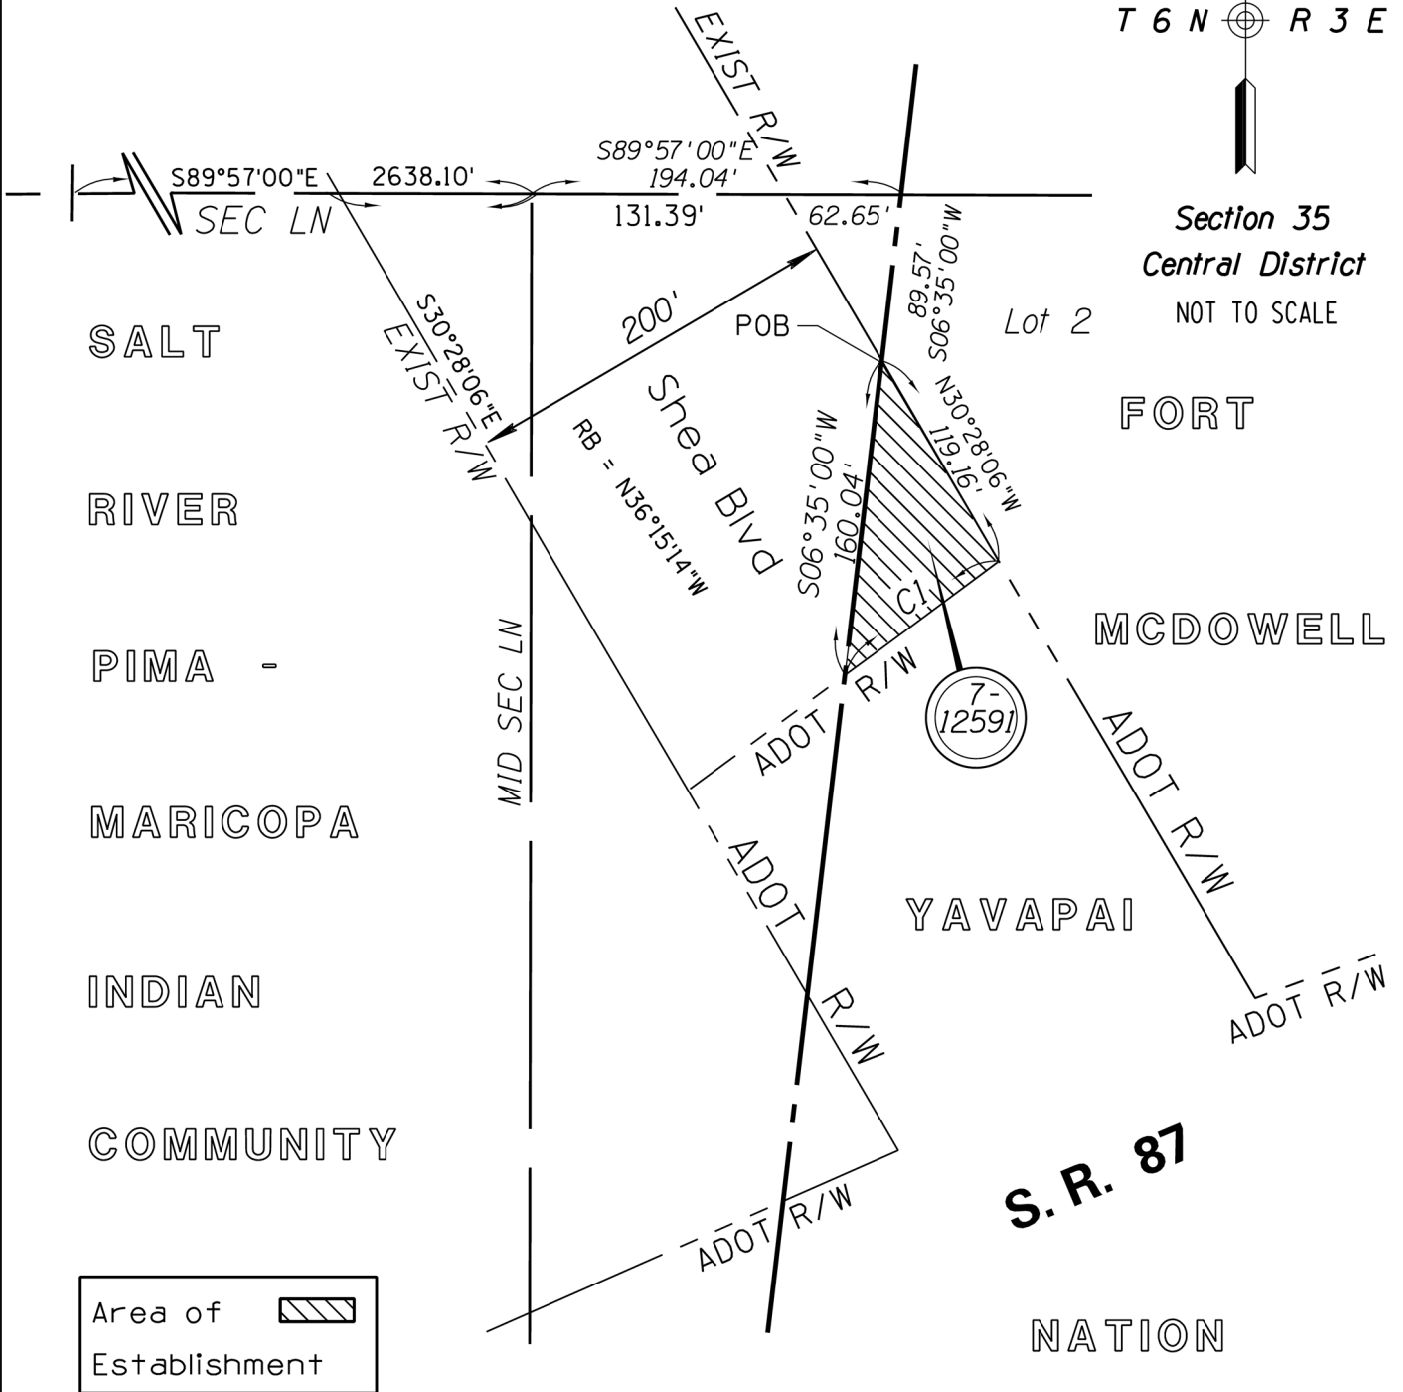 T 6 N R 3 E
EXIST R/W
S89°57'00"E
194.04'
S89°57'00"E
2638.10'
SEC LN
131.39'
62.65'
Section 35
Central District
NOT TO SCALE
89.57'
S06°35'00"W
Lot 2
SALT
S30°28'06"E
EXIST R/W
200'
POB
Shea Blvd
RB = N36°15'14"W
N30°28'06"W
119.16'
FORT
S06°35'00"W
160.04'
RIVER
C1
MCDOWELL
PIMA -
MID SEC LN
ADOT R/W
7-
12591
ADOT R/W
MARICOPA
ADOT R/W
YAVAPAI
INDIAN
ADOT R/W
COMMUNITY
S. R. 87
ADOT R/W
Area of
Establishment
NATION